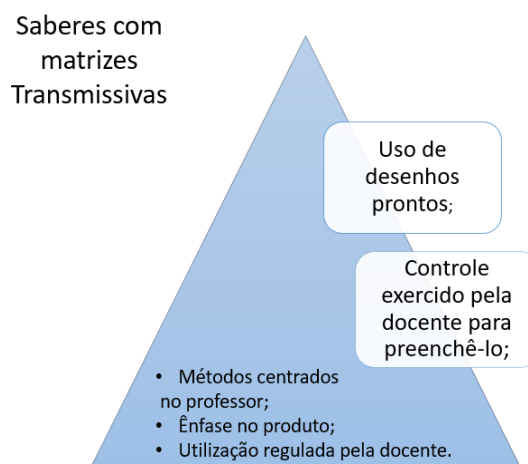 Saberes com
matrizes
Transmissivas
Uso de
desenhos
prontos;
Controle
exercido pela
docente para
preenchê-lo;
• Métodos centrados
no professor;
• Ênfase no produto;
• Utilização regulada pela docente.